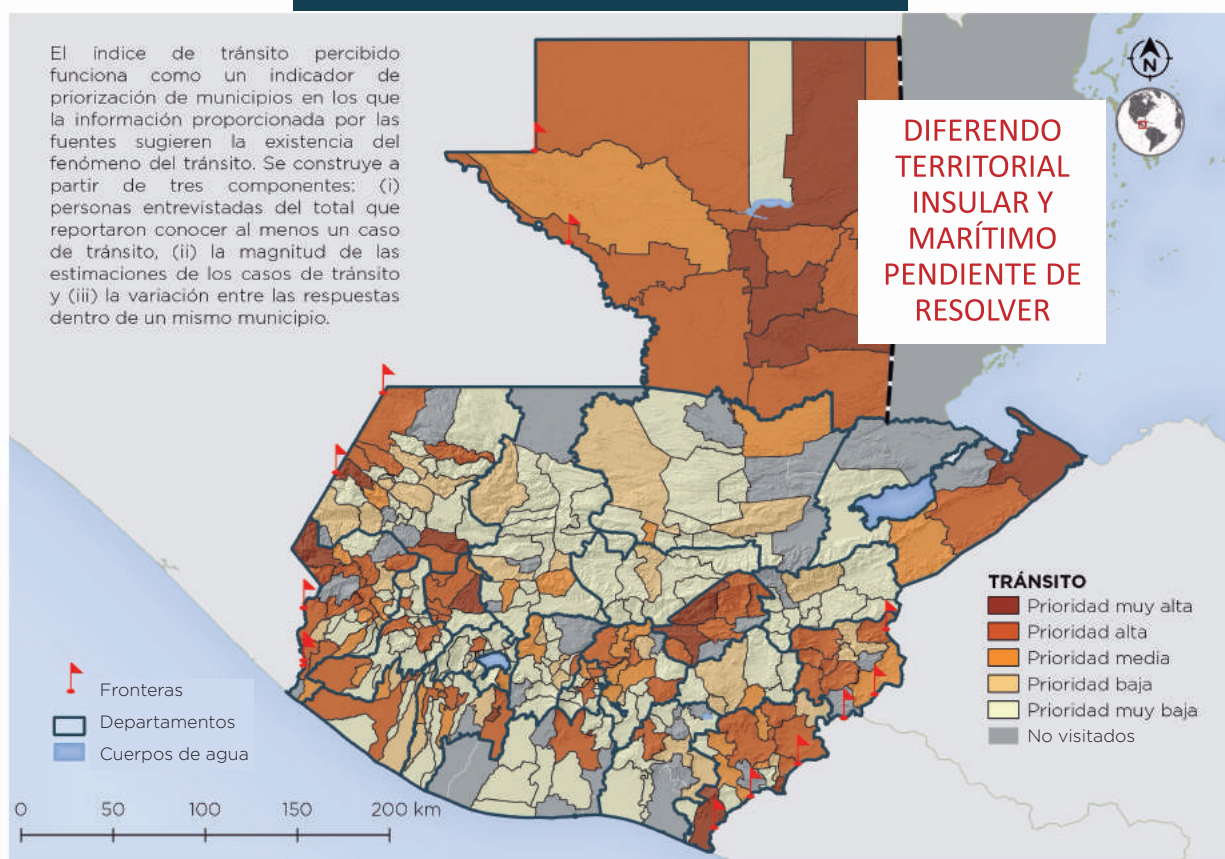 El índice de tránsito percibido
funciona como un indicador de
priorización de municipios en los que
la información proporcionada por las
fuentes sugieren la existencia del
fenómeno del tránsito. Se construye a
partir de tres componentes: (i)
personas entrevistadas del total que
reportaron conocer al menos un caso
de tránsito, (ii) la magnitud de las
estimaciones de los casos de tránsito
y (iii) la variación entre las respuestas
dentro de un mismo municipio.
N
DIFERENDO
TERRITORIAL
INSULAR Y
MARÍTIMO
PENDIENTE DE
RESOLVER
TRÁNSITO
Prioridad muy alta
Prioridad alta
Prioridad media
Prioridad baja
Prioridad muy baja
No visitados
Fronteras
Departamentos
Cuerpos de agua
0 50 100 150 200 km